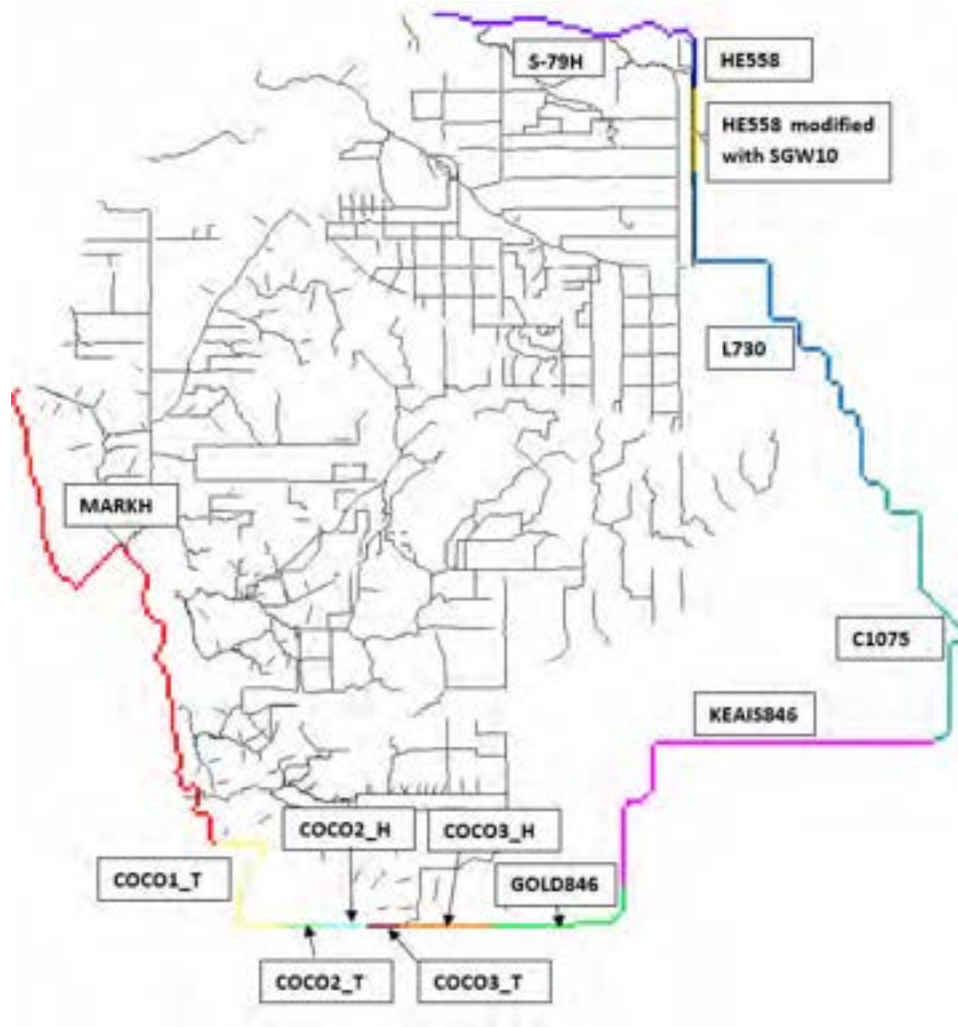 S-79H
HE558
HE558 modified
with SGW10
L730
MARKH
C1075
KEAIS846
COCO2_H
COCO3_H
COCO1_T
GOLD846
COCO2_T
COCO3_T